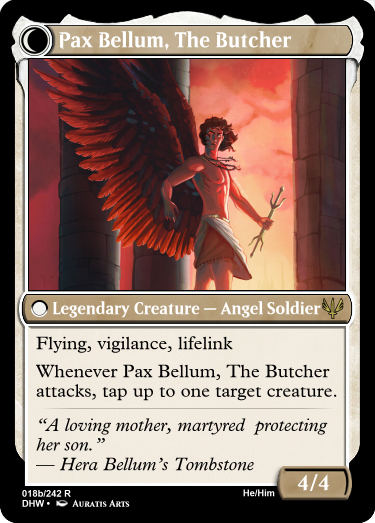 Pax Bellum, The Butcher
Legendary Creature — Angel Soldier
Flying, vigilance, lifelink
Whenever Pax Bellum, The Butcher
attacks, tap up to one target creature.
“A loving mother, martyred  protecting
her son.”
— Hera Bellum’s Tombstone
4/4
018b/242 R
He/Him
DHW • Auratis Arts